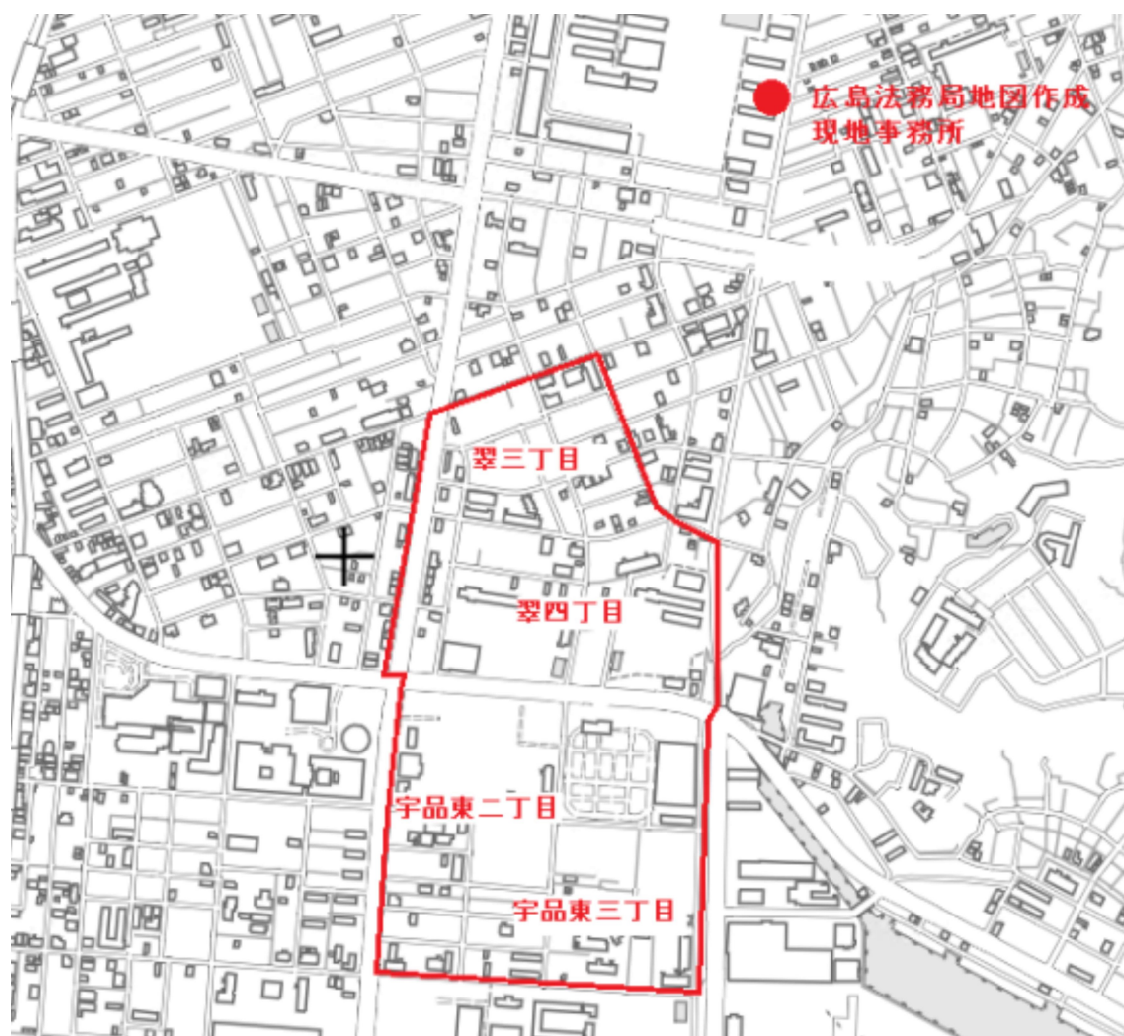 広島法務局地図作成
現地事務所
翠三丁目
翠四丁目
宇品東二丁目
宇品東三丁目